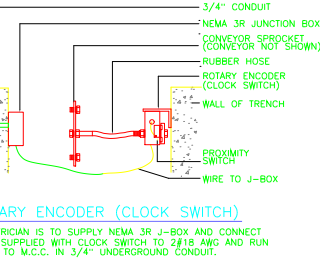 3/4" CONDUIT
NEMA 3R JUNCTION BOX
CONVEYOR SPROCKET
(CONVEYOR NOT SHOWN)
RUBBER HOSE
ROTARY ENCODER
(CLOCK SWITCH)
WALL OF TRENCH
PROXIMITY
SWITCH
WIRE TO J-BOX
ARY ENCODER (CLOCK SWITCH)
RICIAN IS TO SUPPLY NEMA 3R J-BOX AND CONNECT
SUPPLIED WITH CLOCK SWITCH TO 2#18 AWG AND RUN
TO M.C.C. IN 3/4" UNDERGROUND CONDUIT.